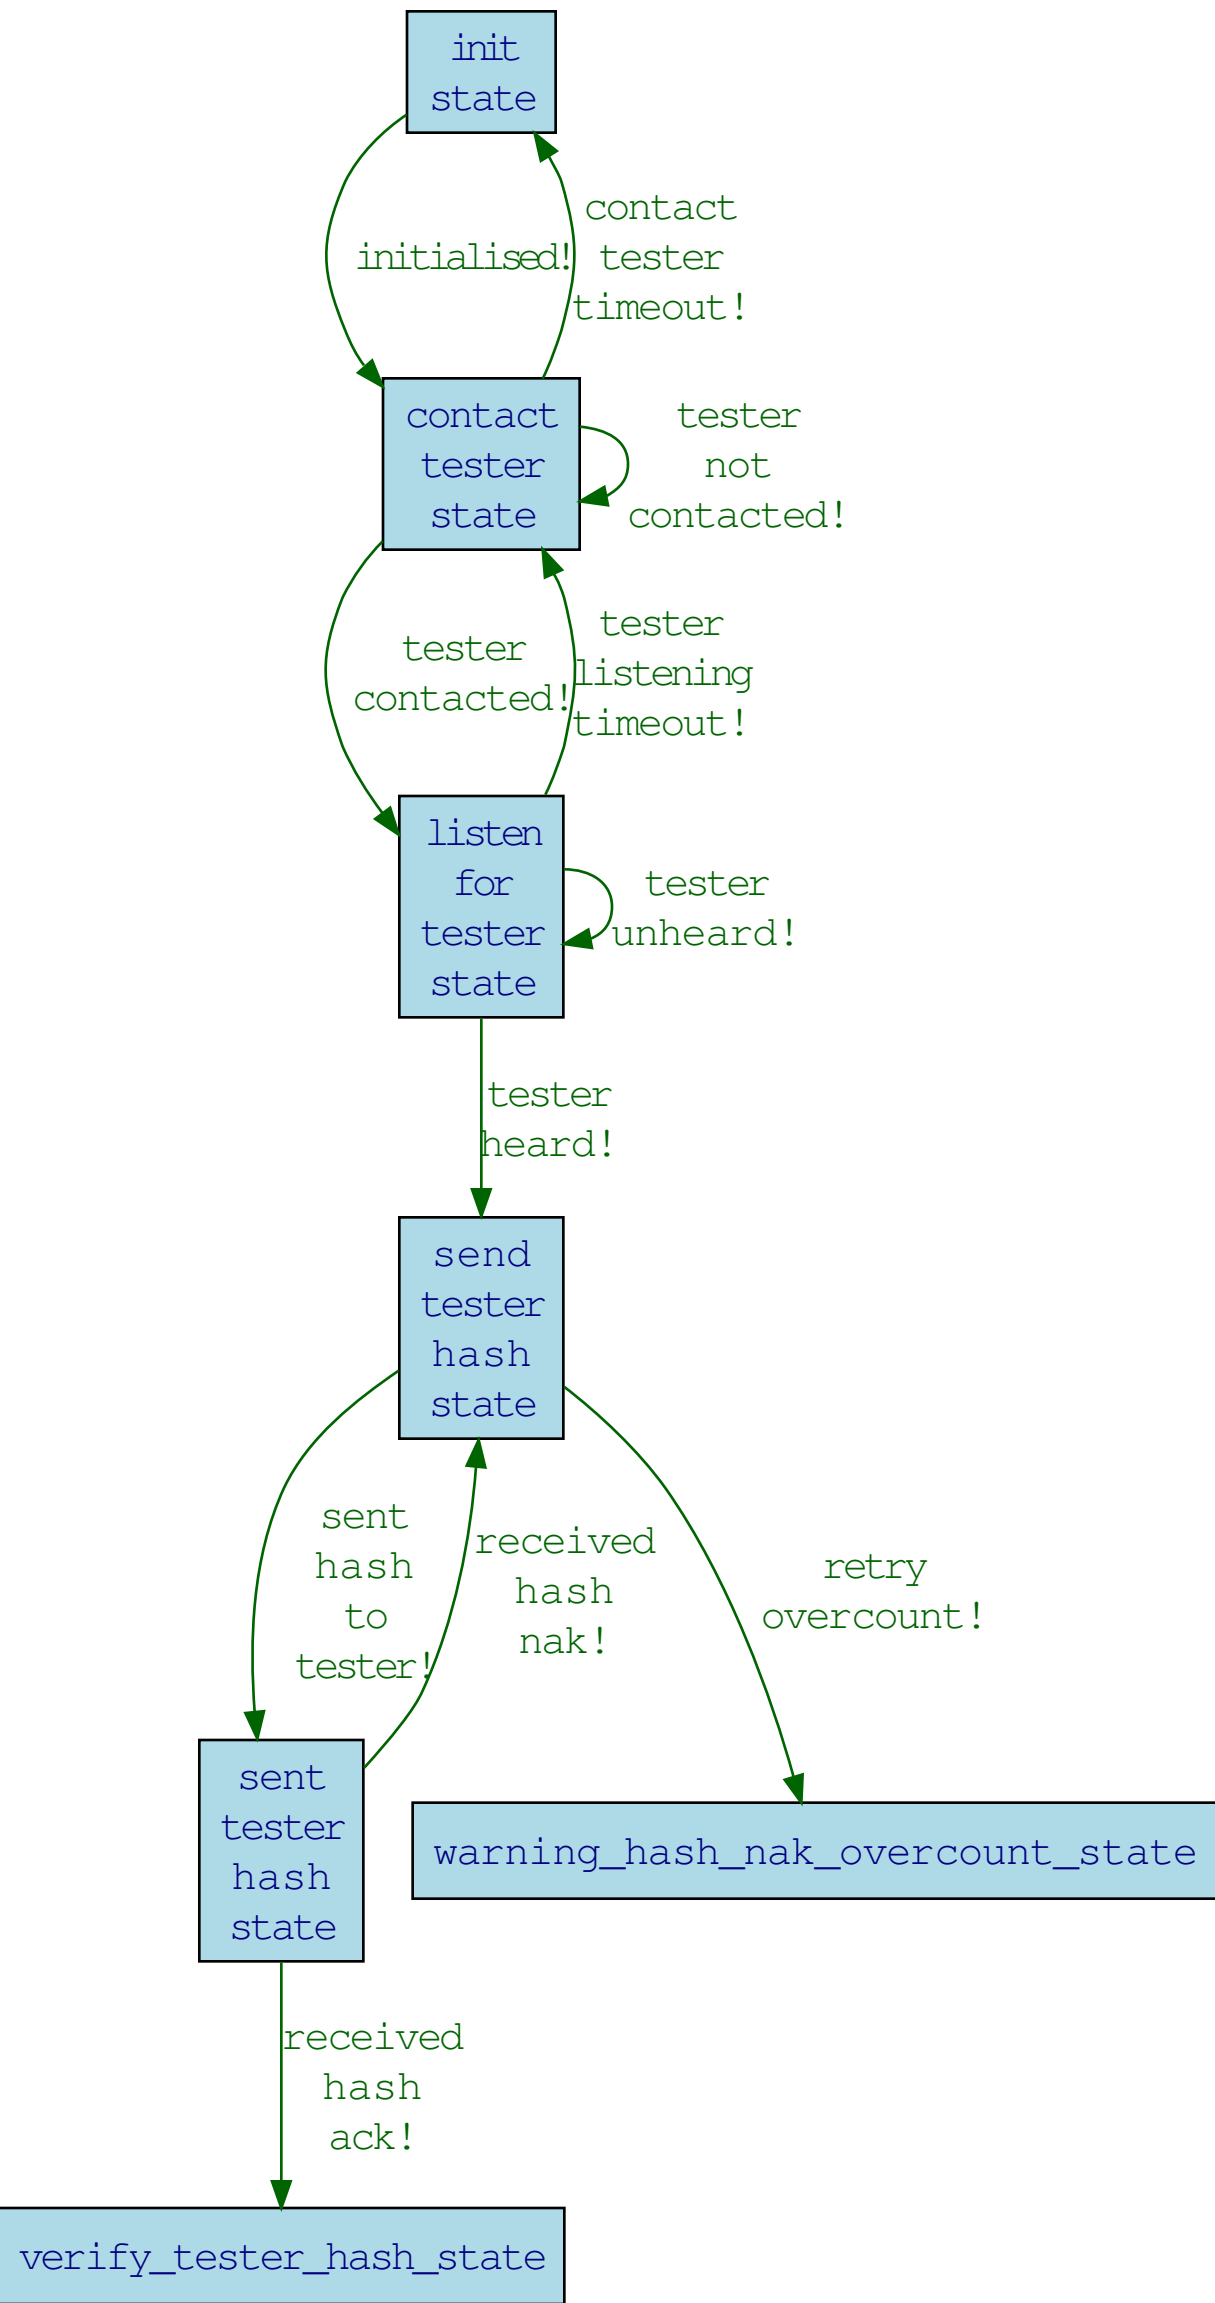 init
state
initialised!
contact
tester
timeout!
contact
tester
state
tester
not
contacted!
tester
contacted!
tester
listening
timeout!
listen
for
tester
state
tester
unheard!
tester
heard!
send
tester
hash
state
sent
hash
to
tester!
received
hash
nak!
retry
overcount!
sent
tester
hash
state
warning_hash_nak_overcount_state
received
hash
ack!
verify_tester_hash_state